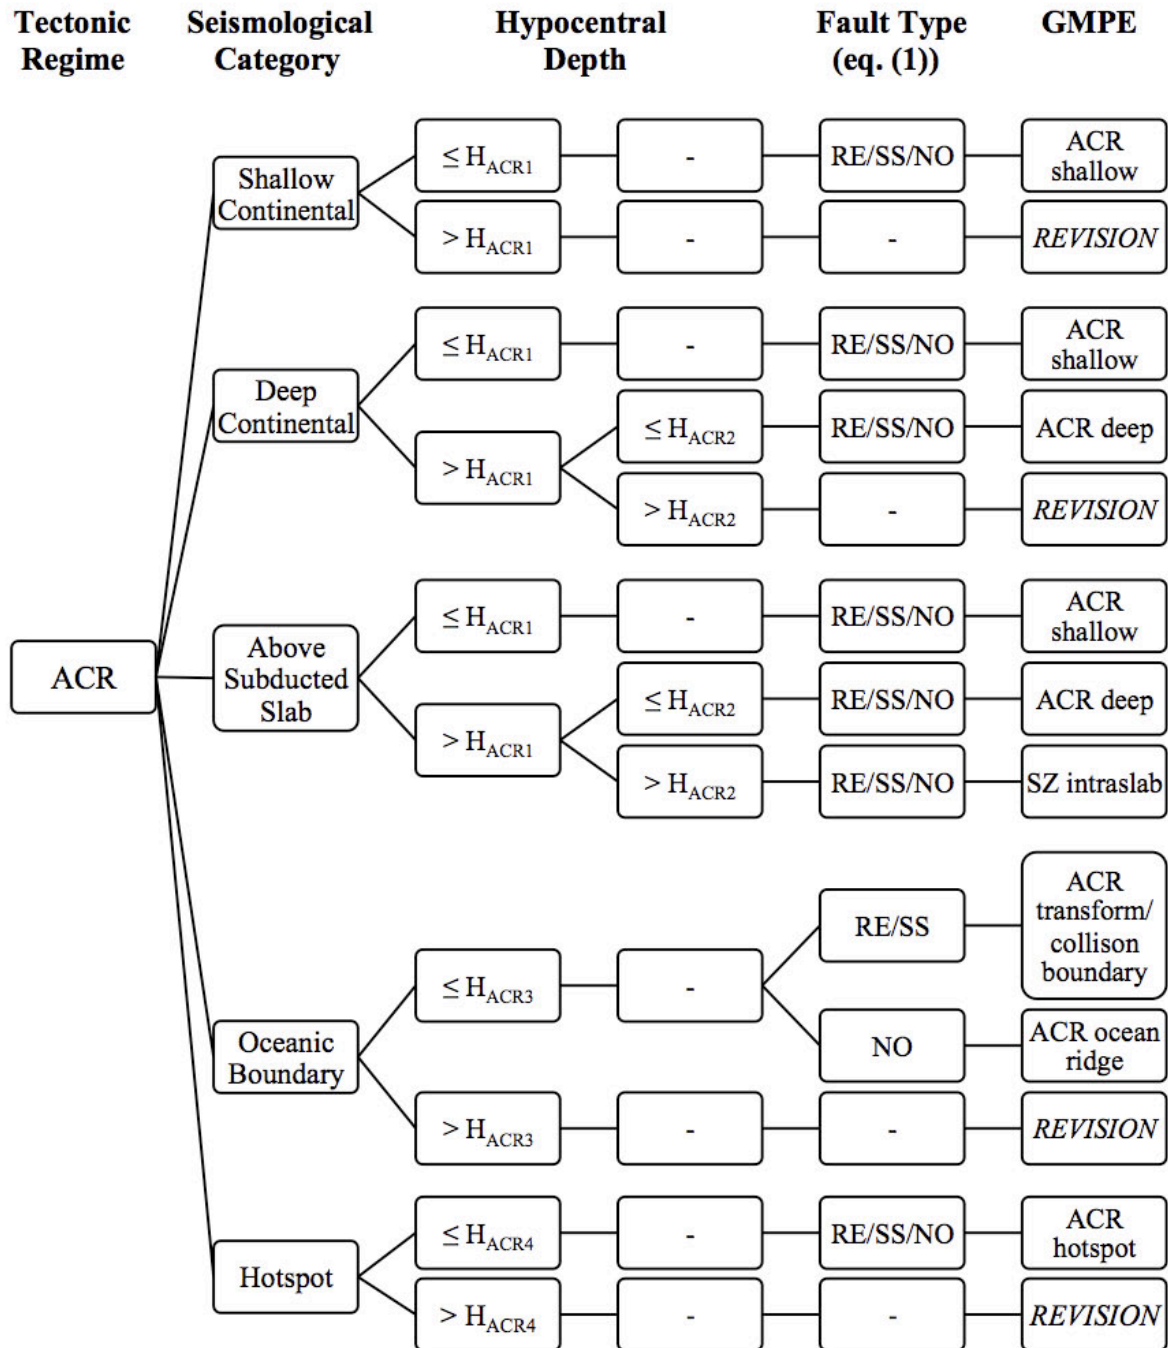 Tectonic Regime
Seismological Category
Hypocentral Depth
Fault Type (eq. (1))
GMPE
ACR
Shallow
Continental
≤ H_ACR1
-
RE/SS/NO
ACR
shallow
> H_ACR1
-
-
REVISION
Deep
Continental
≤ H_ACR1
-
RE/SS/NO
ACR
shallow
> H_ACR1
≤ H_ACR2
RE/SS/NO
ACR deep
> H_ACR2
-
REVISION
Above
Subducted
Slab
≤ H_ACR1
-
RE/SS/NO
ACR
shallow
> H_ACR1
≤ H_ACR2
RE/SS/NO
ACR deep
> H_ACR2
RE/SS/NO
SZ intraslab
Oceanic
Boundary
≤ H_ACR3
-
RE/SS
ACR
transform/
collison
boundary
NO
ACR ocean
ridge
> H_ACR3
-
-
REVISION
Hotspot
≤ H_ACR4
-
RE/SS/NO
ACR
hotspot
> H_ACR4
-
-
REVISION